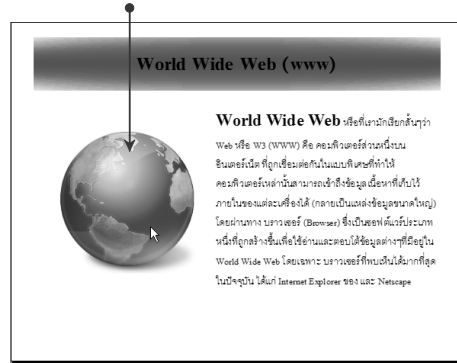 World Wide Web (www)
World Wide Web หรือที่เรามักเรียกสั้นๆว่า
Web หรือ W3 (WWW) คือ คอมพิวเตอร์ส่วนหนึ่งบน
อินเตอร์เน็ต ที่ถูกเชื่อมต่อกันในแบบพิเศษที่ทำให้
คอมพิวเตอร์เหล่านั้นสามารถเข้าถึงข้อมูลเนื้อหาที่เก็บไว้
ภายในของแต่ละเครื่องได้ (กลายเป็นแหล่งข้อมูลขนาดใหญ่)
โดยผ่านทาง บราวเซอร์ (Browser) ซึ่งเป็นซอฟต์แวร์ประเภท
หนึ่งที่ถูกสร้างขึ้นเพื่อใช้อ่านและตอบโต้ข้อมูลต่างๆที่มีอยู่ใน
World Wide Web โดยเฉพาะ บราวเซอร์ที่พบเห็นได้มากที่สุด
ในปัจจุบัน ได้แก่ Internet Explorer ของ และ Netscape